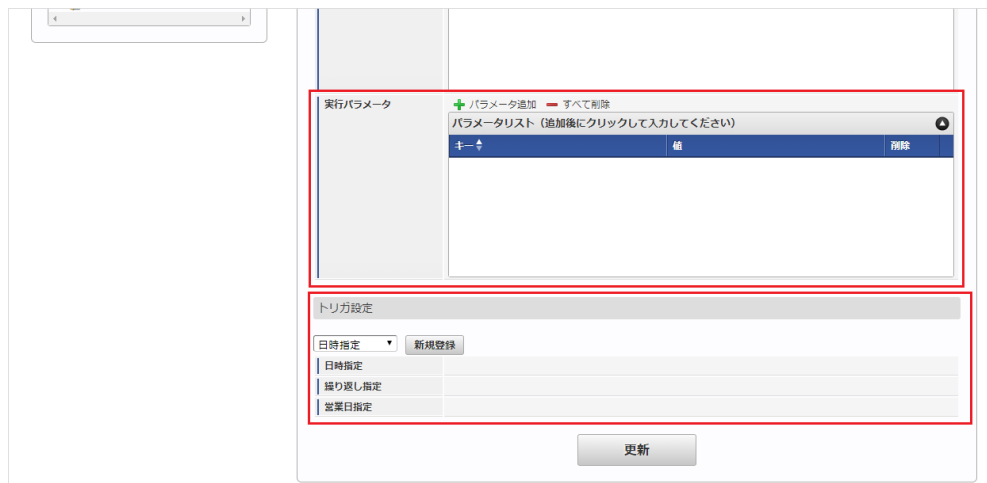 実行パラメータ
パラメータ追加 すべて削除
パラメータリスト（追加後にクリックして入力してください）
キー 値 削除
トリガ設定
日時指定 新規登録
日時指定
繰り返し指定
営業日指定
更新